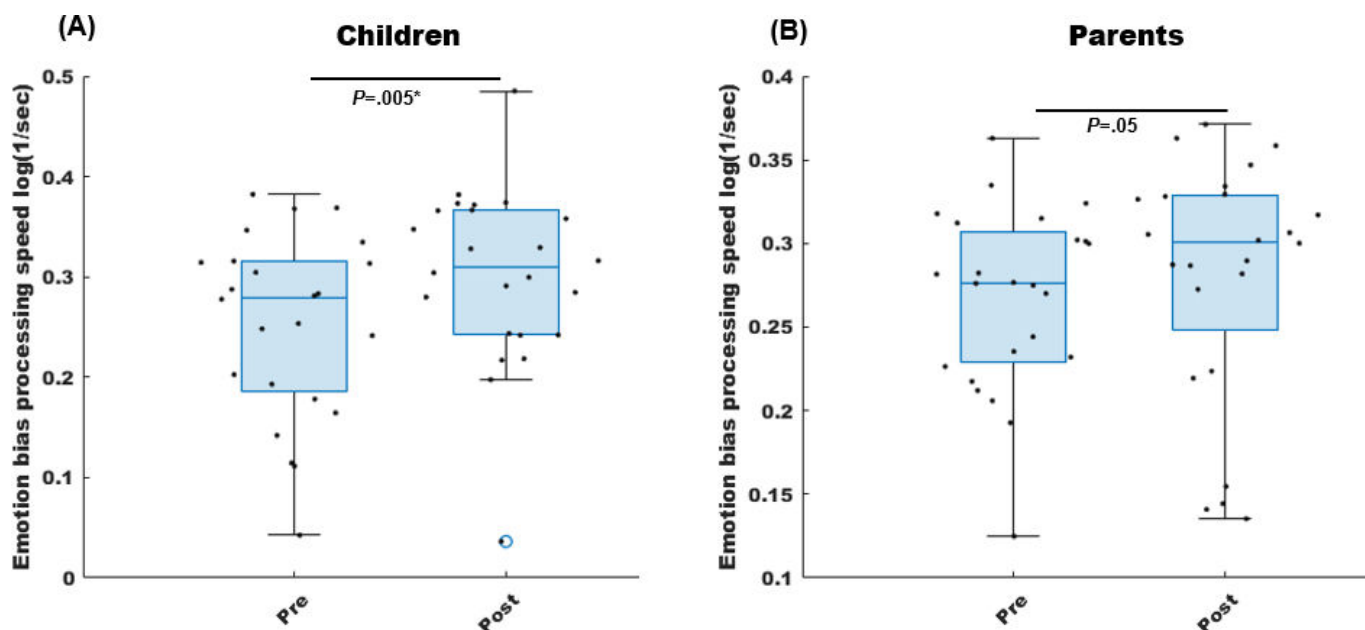 (A)
Children
Emotion bias processing speed log(1/sec)
0.5
0.4
0.3
0.2
0.1
0
P=.005*
Pre
Post
(B)
Parents
Emotion bias processing speed log(1/sec)
0.4
0.35
0.3
0.25
0.2
0.15
0.1
P=.05
Pre
Post